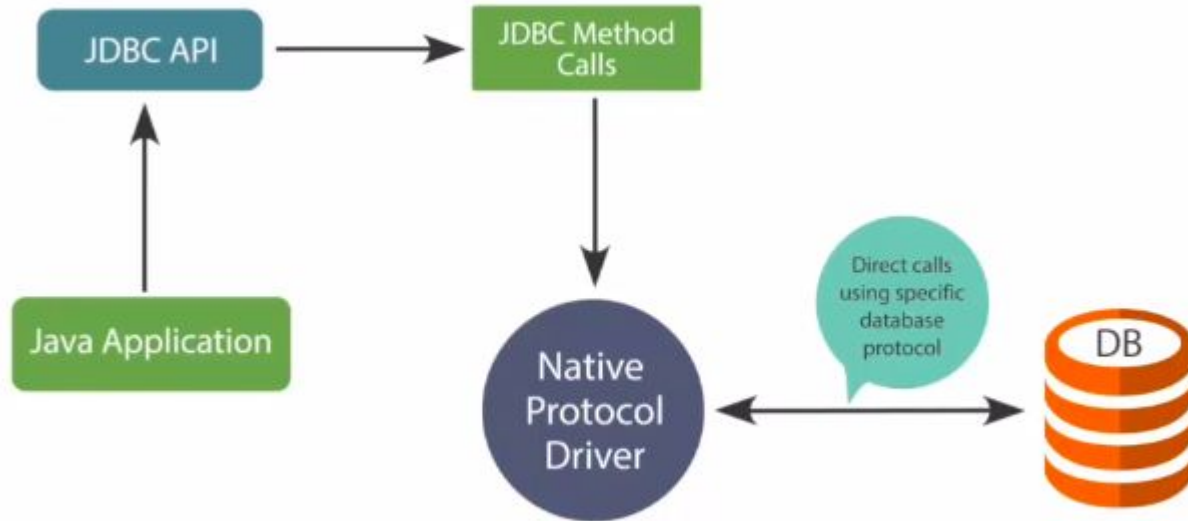 JDBC API
JDBC Method
Calls
Java Application
Native
Protocol
Driver
Direct calls
using specific
database
protocol
DB